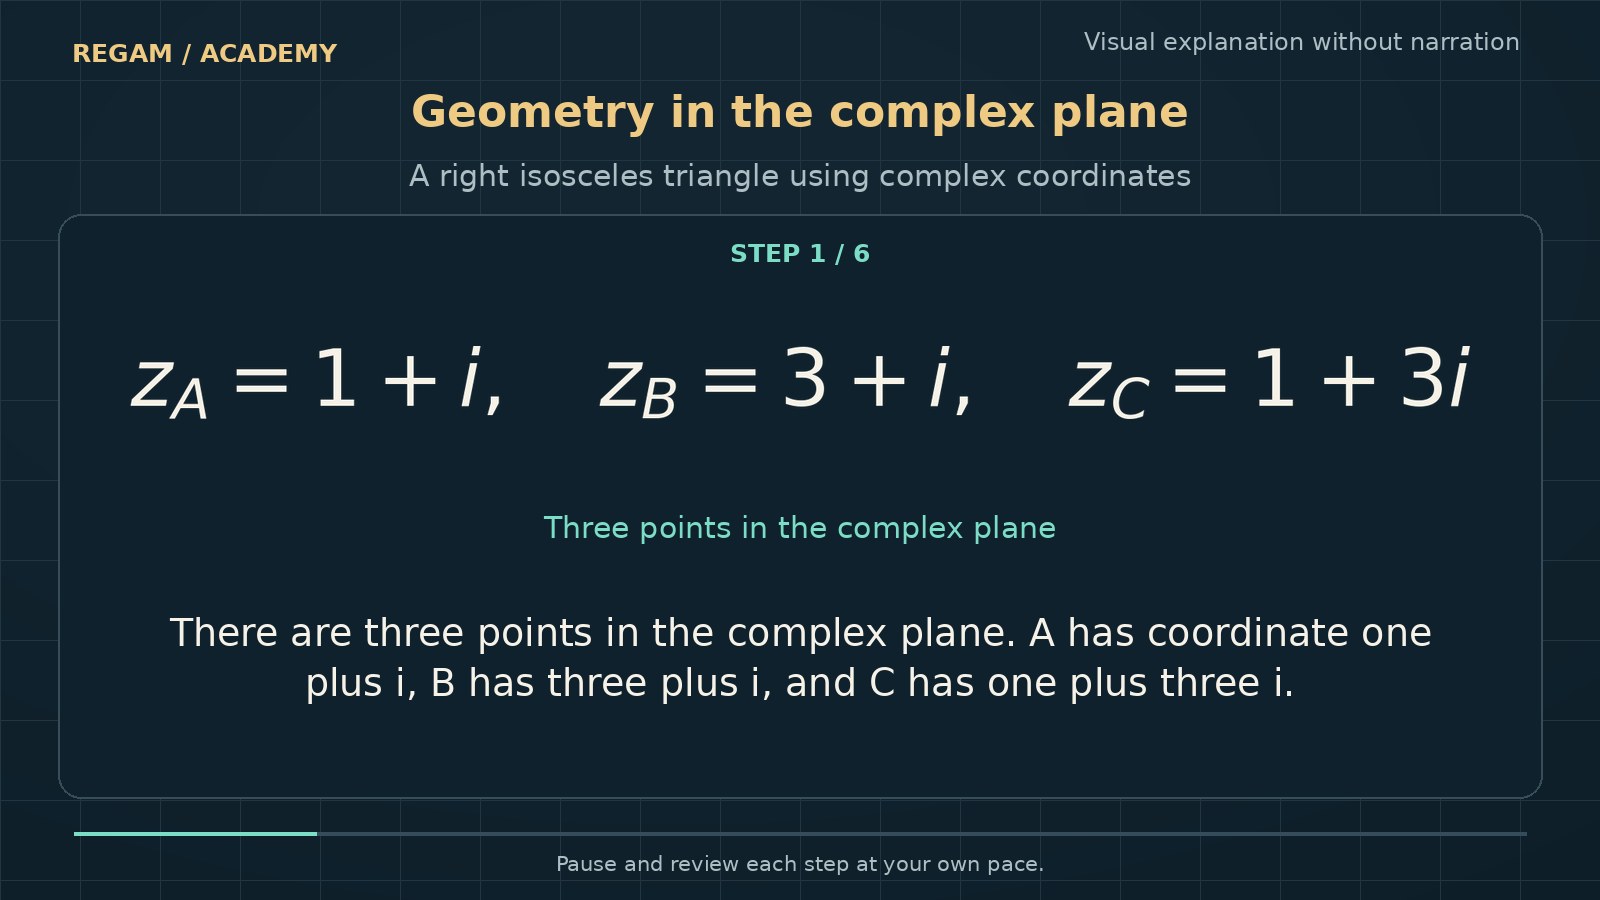 REGAM / ACADEMY
Visual explanation without narration
Geometry in the complex plane
A right isosceles triangle using complex coordinates
STEP 1 / 6
z_A = 1 + i, z_B = 3 + i, z_C = 1 + 3i
Three points in the complex plane
There are three points in the complex plane. A has coordinate one
plus i, B has three plus i, and C has one plus three i.
Pause and review each step at your own pace.